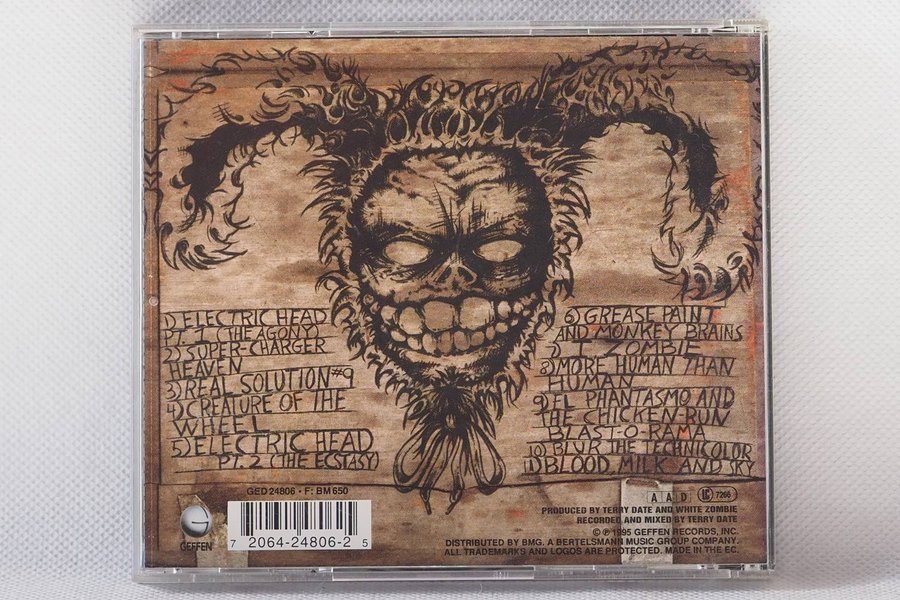 1) ELECTRIC HEAD
PT. 1 (THE AGONY)
2) SUPER-CHARGER
HEAVEN
3) REAL SOLUTION #9
4) CREATURE OF THE
WHEEL
5) ELECTRIC HEAD
PT. 2 (THE ECSTASY)
6) GREASE PAINT
AND MONKEY BRAINS
7) I, ZOMBIE
8) MORE HUMAN THAN
HUMAN
9) EL PHANTASMO AND
THE CHICKEN-RUN
BLAST-O-RAMA
10) BLUR THE TECHNICOLOR
11) BLOOD, MILK AND SKY
GED 24806 • F: BM 650
GEFFEN
7 20642-4806-2 5
AAD LC 7266
PRODUCED BY TERRY DATE AND WHITE ZOMBIE
RECORDED AND MIXED BY TERRY DATE
© ℗ 1995 GEFFEN RECORDS, INC.
DISTRIBUTED BY BMG. A BERTELSMANN MUSIC GROUP COMPANY.
ALL TRADEMARKS AND LOGOS ARE PROTECTED. MADE IN THE EC.